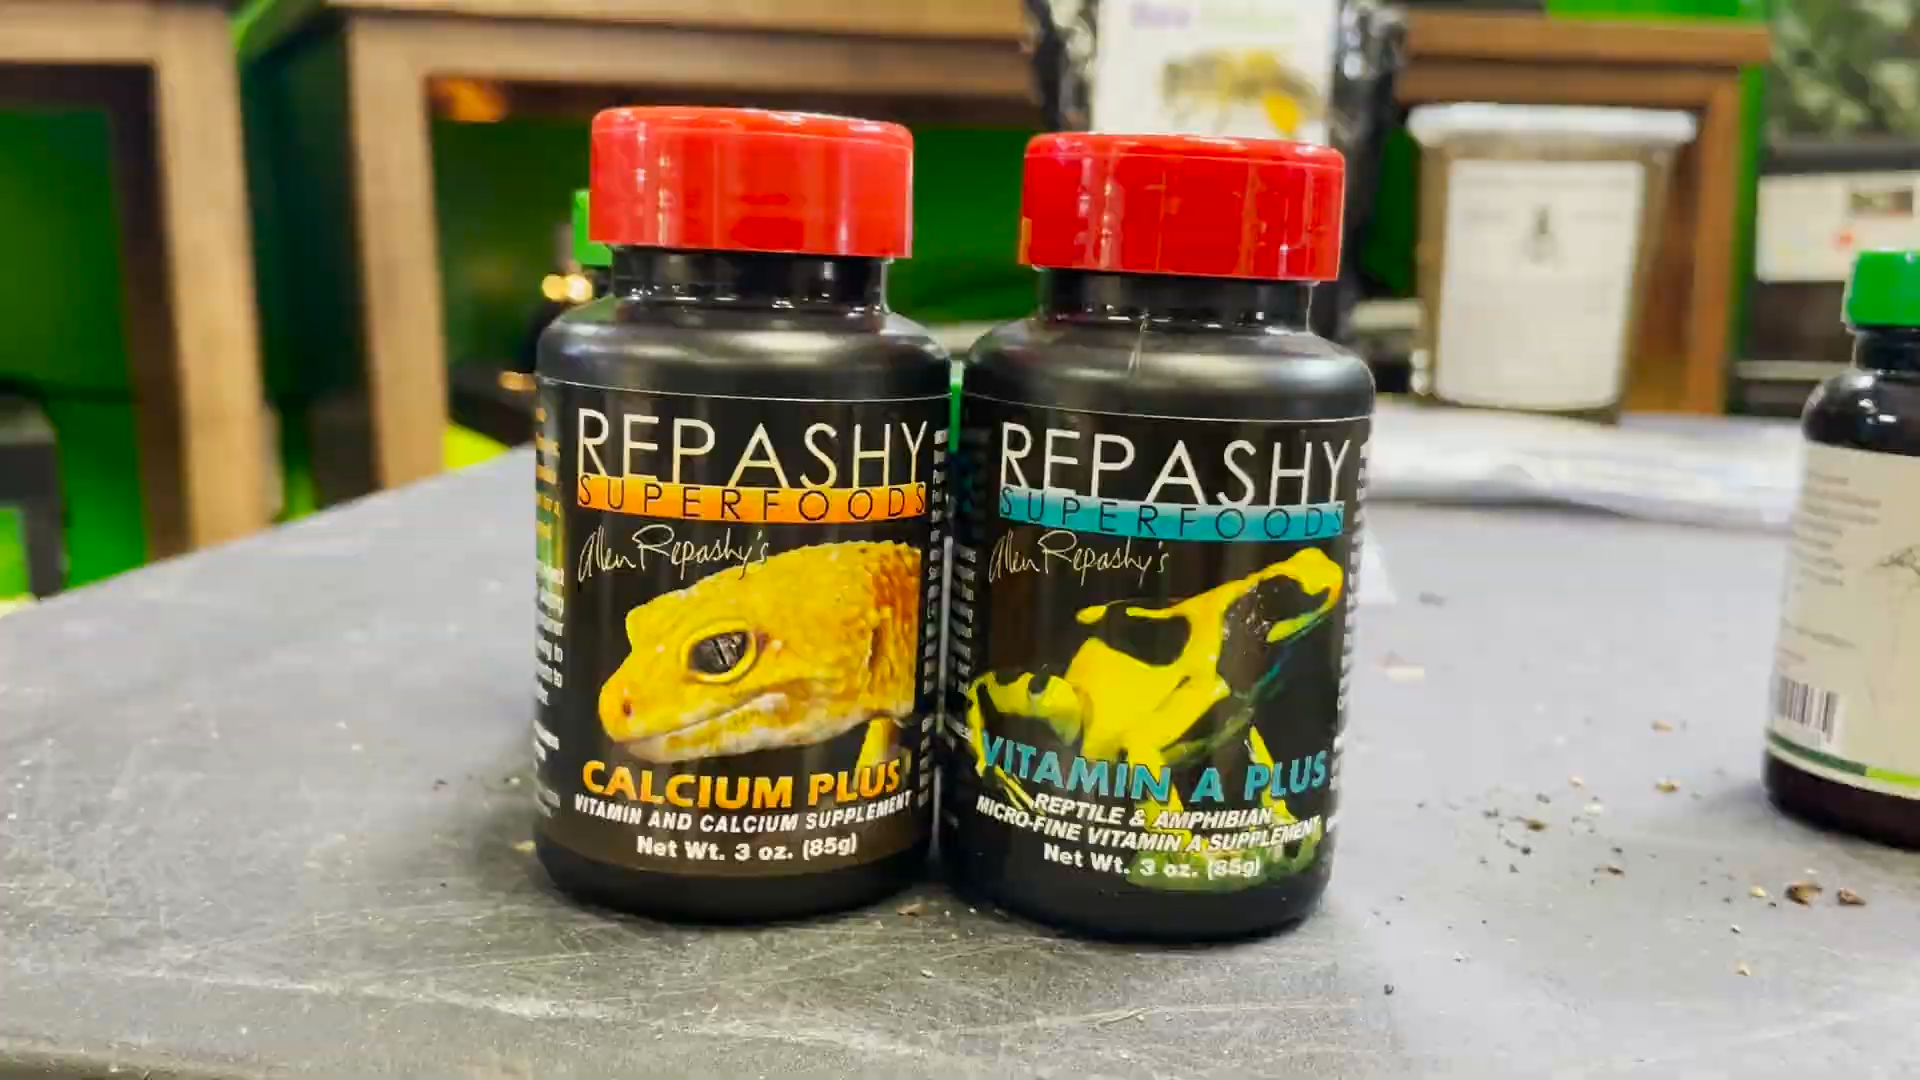 REPASHY
SUPERFOODS
Allen Repashy's
CALCIUM PLUS
VITAMIN AND CALCIUM SUPPLEMENT
Net Wt. 3 oz. (85g)
REPASHY
SUPERFOODS
Allen Repashy's
VITAMIN A PLUS
REPTILE & AMPHIBIAN
MICRO-FINE VITAMIN A SUPPLEMENT
Net Wt. 3 oz. (85g)